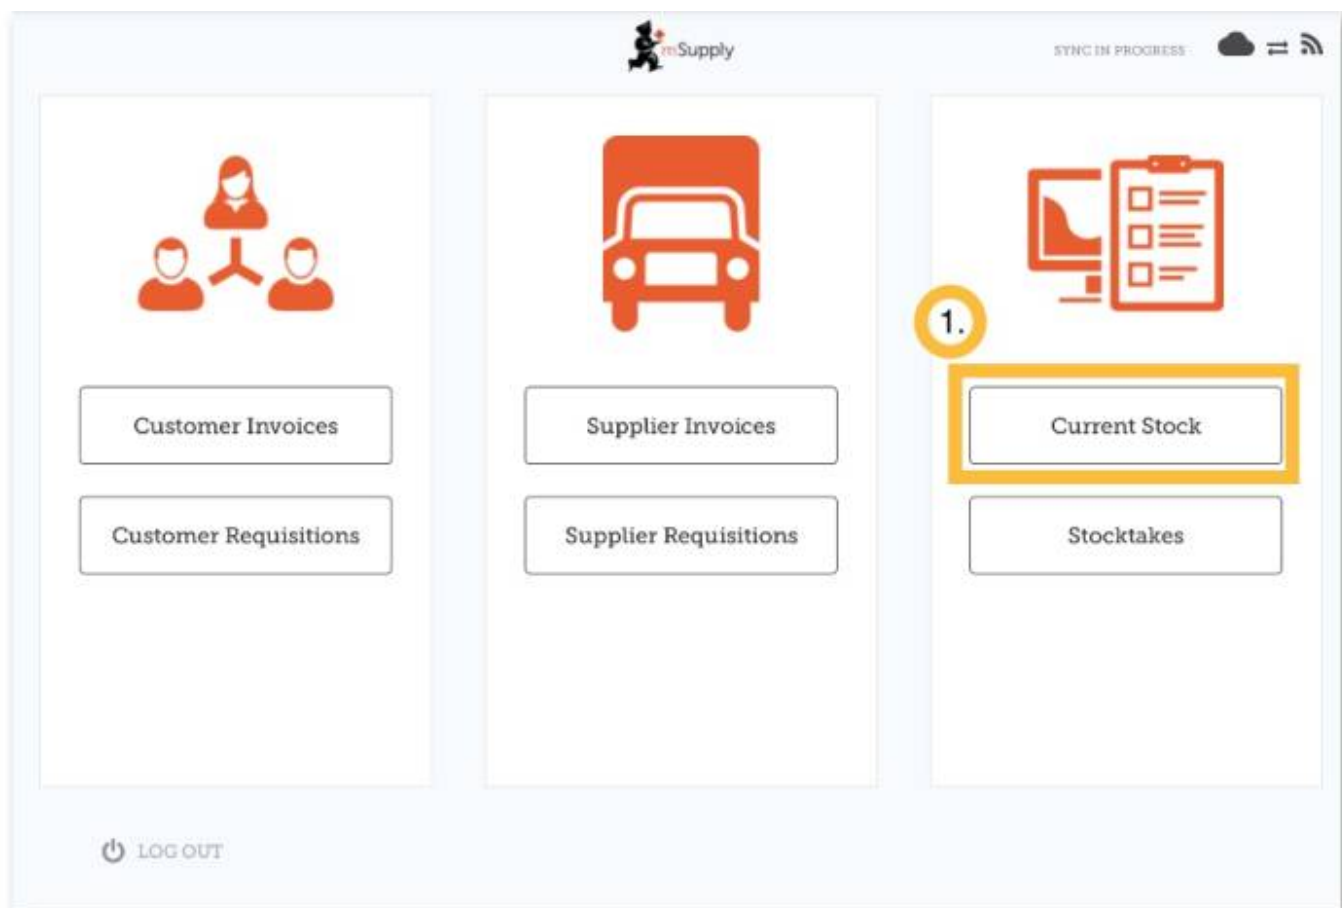 mSupply
SYNC IN PROGRESS
1.
Customer Invoices
Supplier Invoices
Current Stock
Customer Requisitions
Supplier Requisitions
Stocktakes
LOG OUT